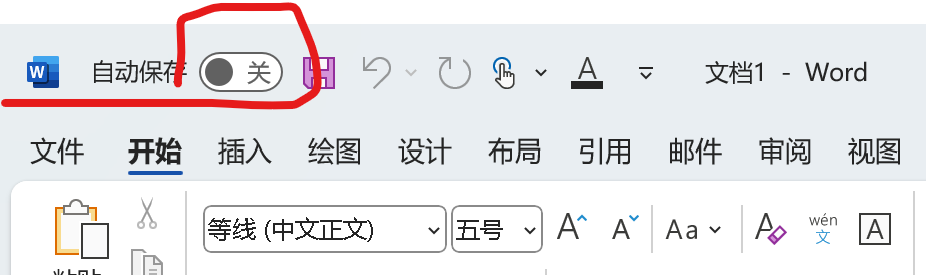 W 自动保存 关 A 文档1 - Word
文件 开始 插入 绘图 设计 布局 引用 邮件 审阅 视图
等线 (中文正文) 五号 A A Aa A wén 文 A
粘贴